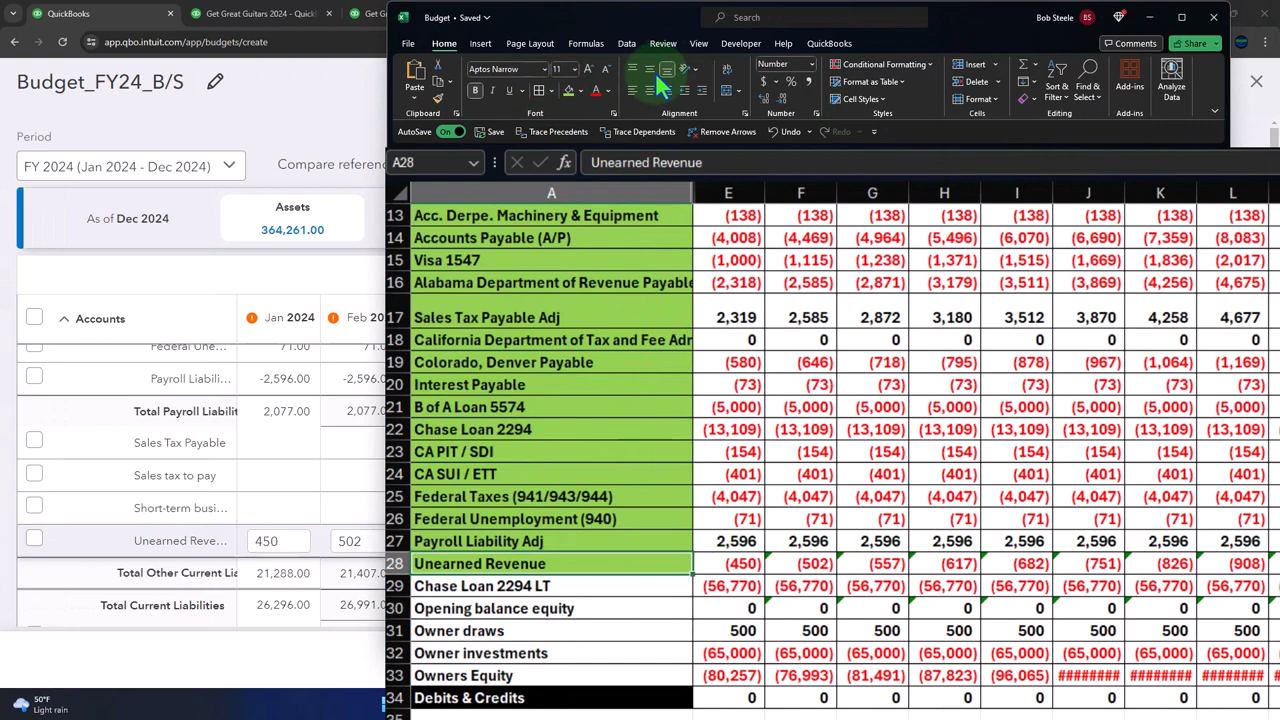 QuickBooks
Get Great Guitars 2024 -
Get
app.qbo.intuit.com/app/budgets/create
Budget_FY24_B/S
Period
FY 2024 (Jan 2024 - Dec 2024)
Compare referenc
As of Dec 2024
Assets
364,261.00
Accounts
Jan 2024
Feb 20
Federal Une...
71.00
71.00
Payroll Liabili...
-2,596.00
-2,596.00
Total Payroll Liabilit
2,077.00
2,077.00
Sales Tax Payable
Sales tax to pay
Short-term busi...
Unearned Reve...
450
502
Total Other Current Lia
21,288.00
21,407.00
Total Current Liabilities
26,296.00
26,991.00
50°F
Light rain
Budget • Saved
Search
Bob Steele
BS
File Home Insert Page Layout Formulas Data Review View Developer Help QuickBooks
Comments
Share
Paste
Clipboard
Aptos Narrow
11
Font
Alignment
Number
Number
Conditional Formatting
Format as Table
Cell Styles
Styles
Insert
Delete
Format
Cells
Sort &
Filter
Find &
Select
Editing
Add-ins
Add-ins
Analyze
Data
AutoSave On Save Trace Precedents Trace Dependents Remove Arrows Undo Redo
A28
fx Unearned Revenue
A E F G H I J K L
13 Acc. Derpe. Machinery & Equipment (138) (138) (138) (138) (138) (138) (138) (138)
14 Accounts Payable (A/P) (4,008) (4,469) (4,964) (5,496) (6,070) (6,690) (7,359) (8,083)
15 Visa 1547 (1,000) (1,115) (1,238) (1,371) (1,515) (1,669) (1,836) (2,017)
16 Alabama Department of Revenue Payable (2,318) (2,585) (2,871) (3,179) (3,511) (3,869) (4,256) (4,675)
17 Sales Tax Payable Adj 2,319 2,585 2,872 3,180 3,512 3,870 4,258 4,677
18 California Department of Tax and Fee Adr 0 0 0 0 0 0 0 0
19 Colorado, Denver Payable (580) (646) (718) (795) (878) (967) (1,064) (1,169)
20 Interest Payable (73) (73) (73) (73) (73) (73) (73) (73)
21 B of A Loan 5574 (5,000) (5,000) (5,000) (5,000) (5,000) (5,000) (5,000) (5,000)
22 Chase Loan 2294 (13,109) (13,109) (13,109) (13,109) (13,109) (13,109) (13,109) (13,109)
23 CA PIT / SDI (154) (154) (154) (154) (154) (154) (154) (154)
24 CA SUI / ETT (401) (401) (401) (401) (401) (401) (401) (401)
25 Federal Taxes (941/943/944) (4,047) (4,047) (4,047) (4,047) (4,047) (4,047) (4,047) (4,047)
26 Federal Unemployment (940) (71) (71) (71) (71) (71) (71) (71) (71)
27 Payroll Liability Adj 2,596 2,596 2,596 2,596 2,596 2,596 2,596 2,596
28 Unearned Revenue (450) (502) (557) (617) (682) (751) (826) (908)
29 Chase Loan 2294 LT (56,770) (56,770) (56,770) (56,770) (56,770) (56,770) (56,770) (56,770)
30 Opening balance equity 0 0 0 0 0 0 0 0
31 Owner draws 500 500 500 500 500 500 500 500
32 Owner investments (65,000) (65,000) (65,000) (65,000) (65,000) (65,000) (65,000) (65,000)
33 Owners Equity (80,257) (76,993) (81,491) (87,823) (96,065) ######## ######## ########
34 Debits & Credits 0 0 0 0 0 0 0 0